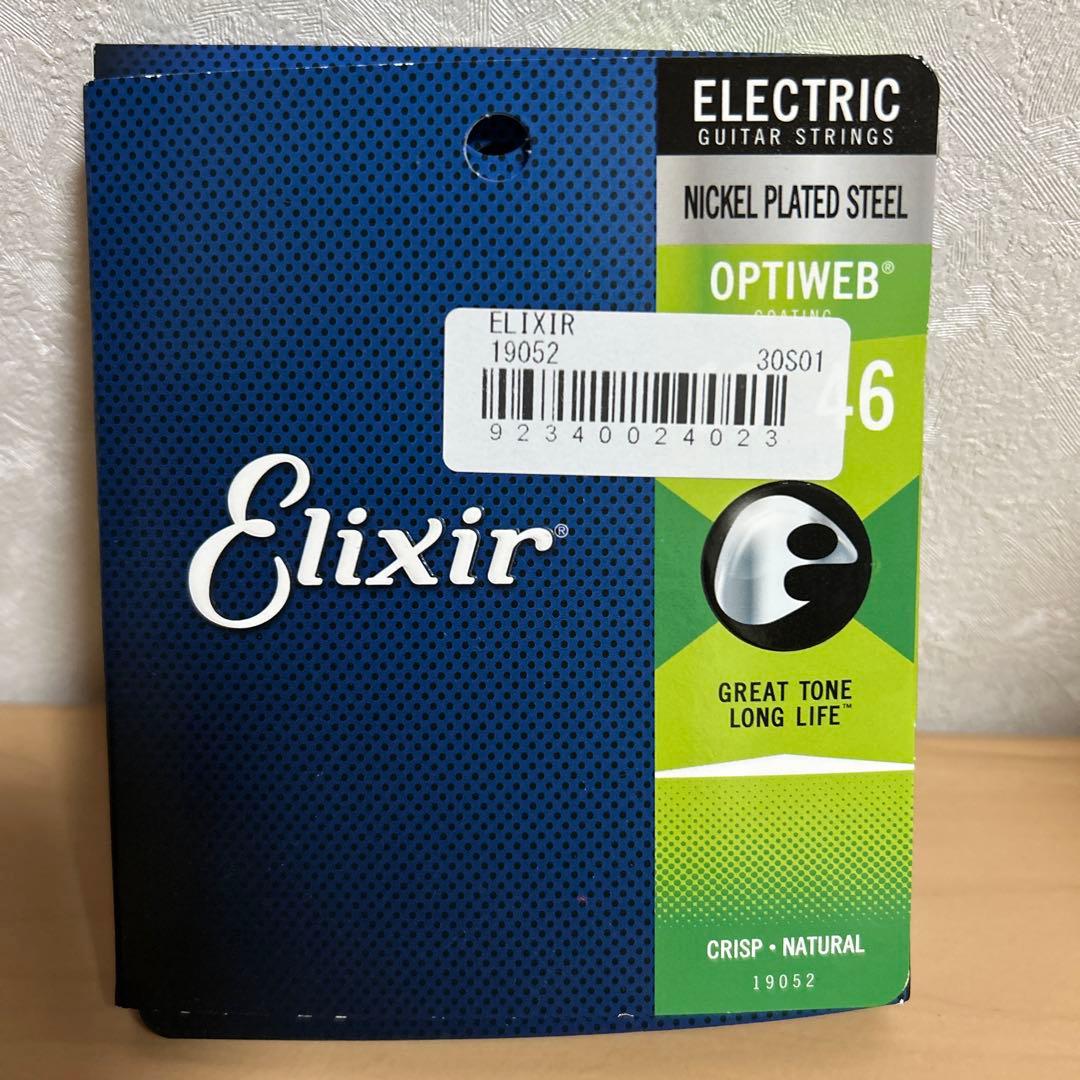 ELECTRIC
GUITAR STRINGS
NICKEL PLATED STEEL
OPTIWEB®
ELIXIR
19052
30S01
92340024023
46
Elixir®
GREAT TONE
LONG LIFE™
CRISP • NATURAL
19052